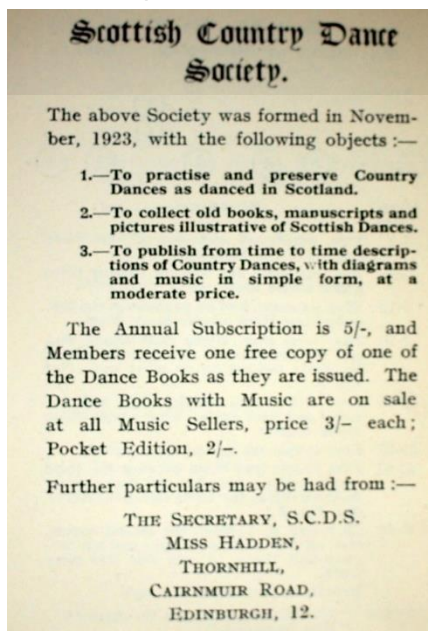 Scottish Country Dance
Society.
The above Society was formed in Novem-
ber, 1923, with the following objects :—
1.—To practise and preserve Country
Dances as danced in Scotland.
2.—To collect old books, manuscripts and
pictures illustrative of Scottish Dances.
3.—To publish from time to time descrip-
tions of Country Dances, with diagrams
and music in simple form, at a
moderate price.
The Annual Subscription is 5/-, and
Members receive one free copy of one of
the Dance Books as they are issued. The
Dance Books with Music are on sale
at all Music Sellers, price 3/– each;
Pocket Edition, 2/–.
Further particulars may be had from :—
THE SECRETARY, S.C.D.S.
MISS HADDEN,
THORNHILL,
CAIRNMUIR ROAD,
EDINBURGH, 12.